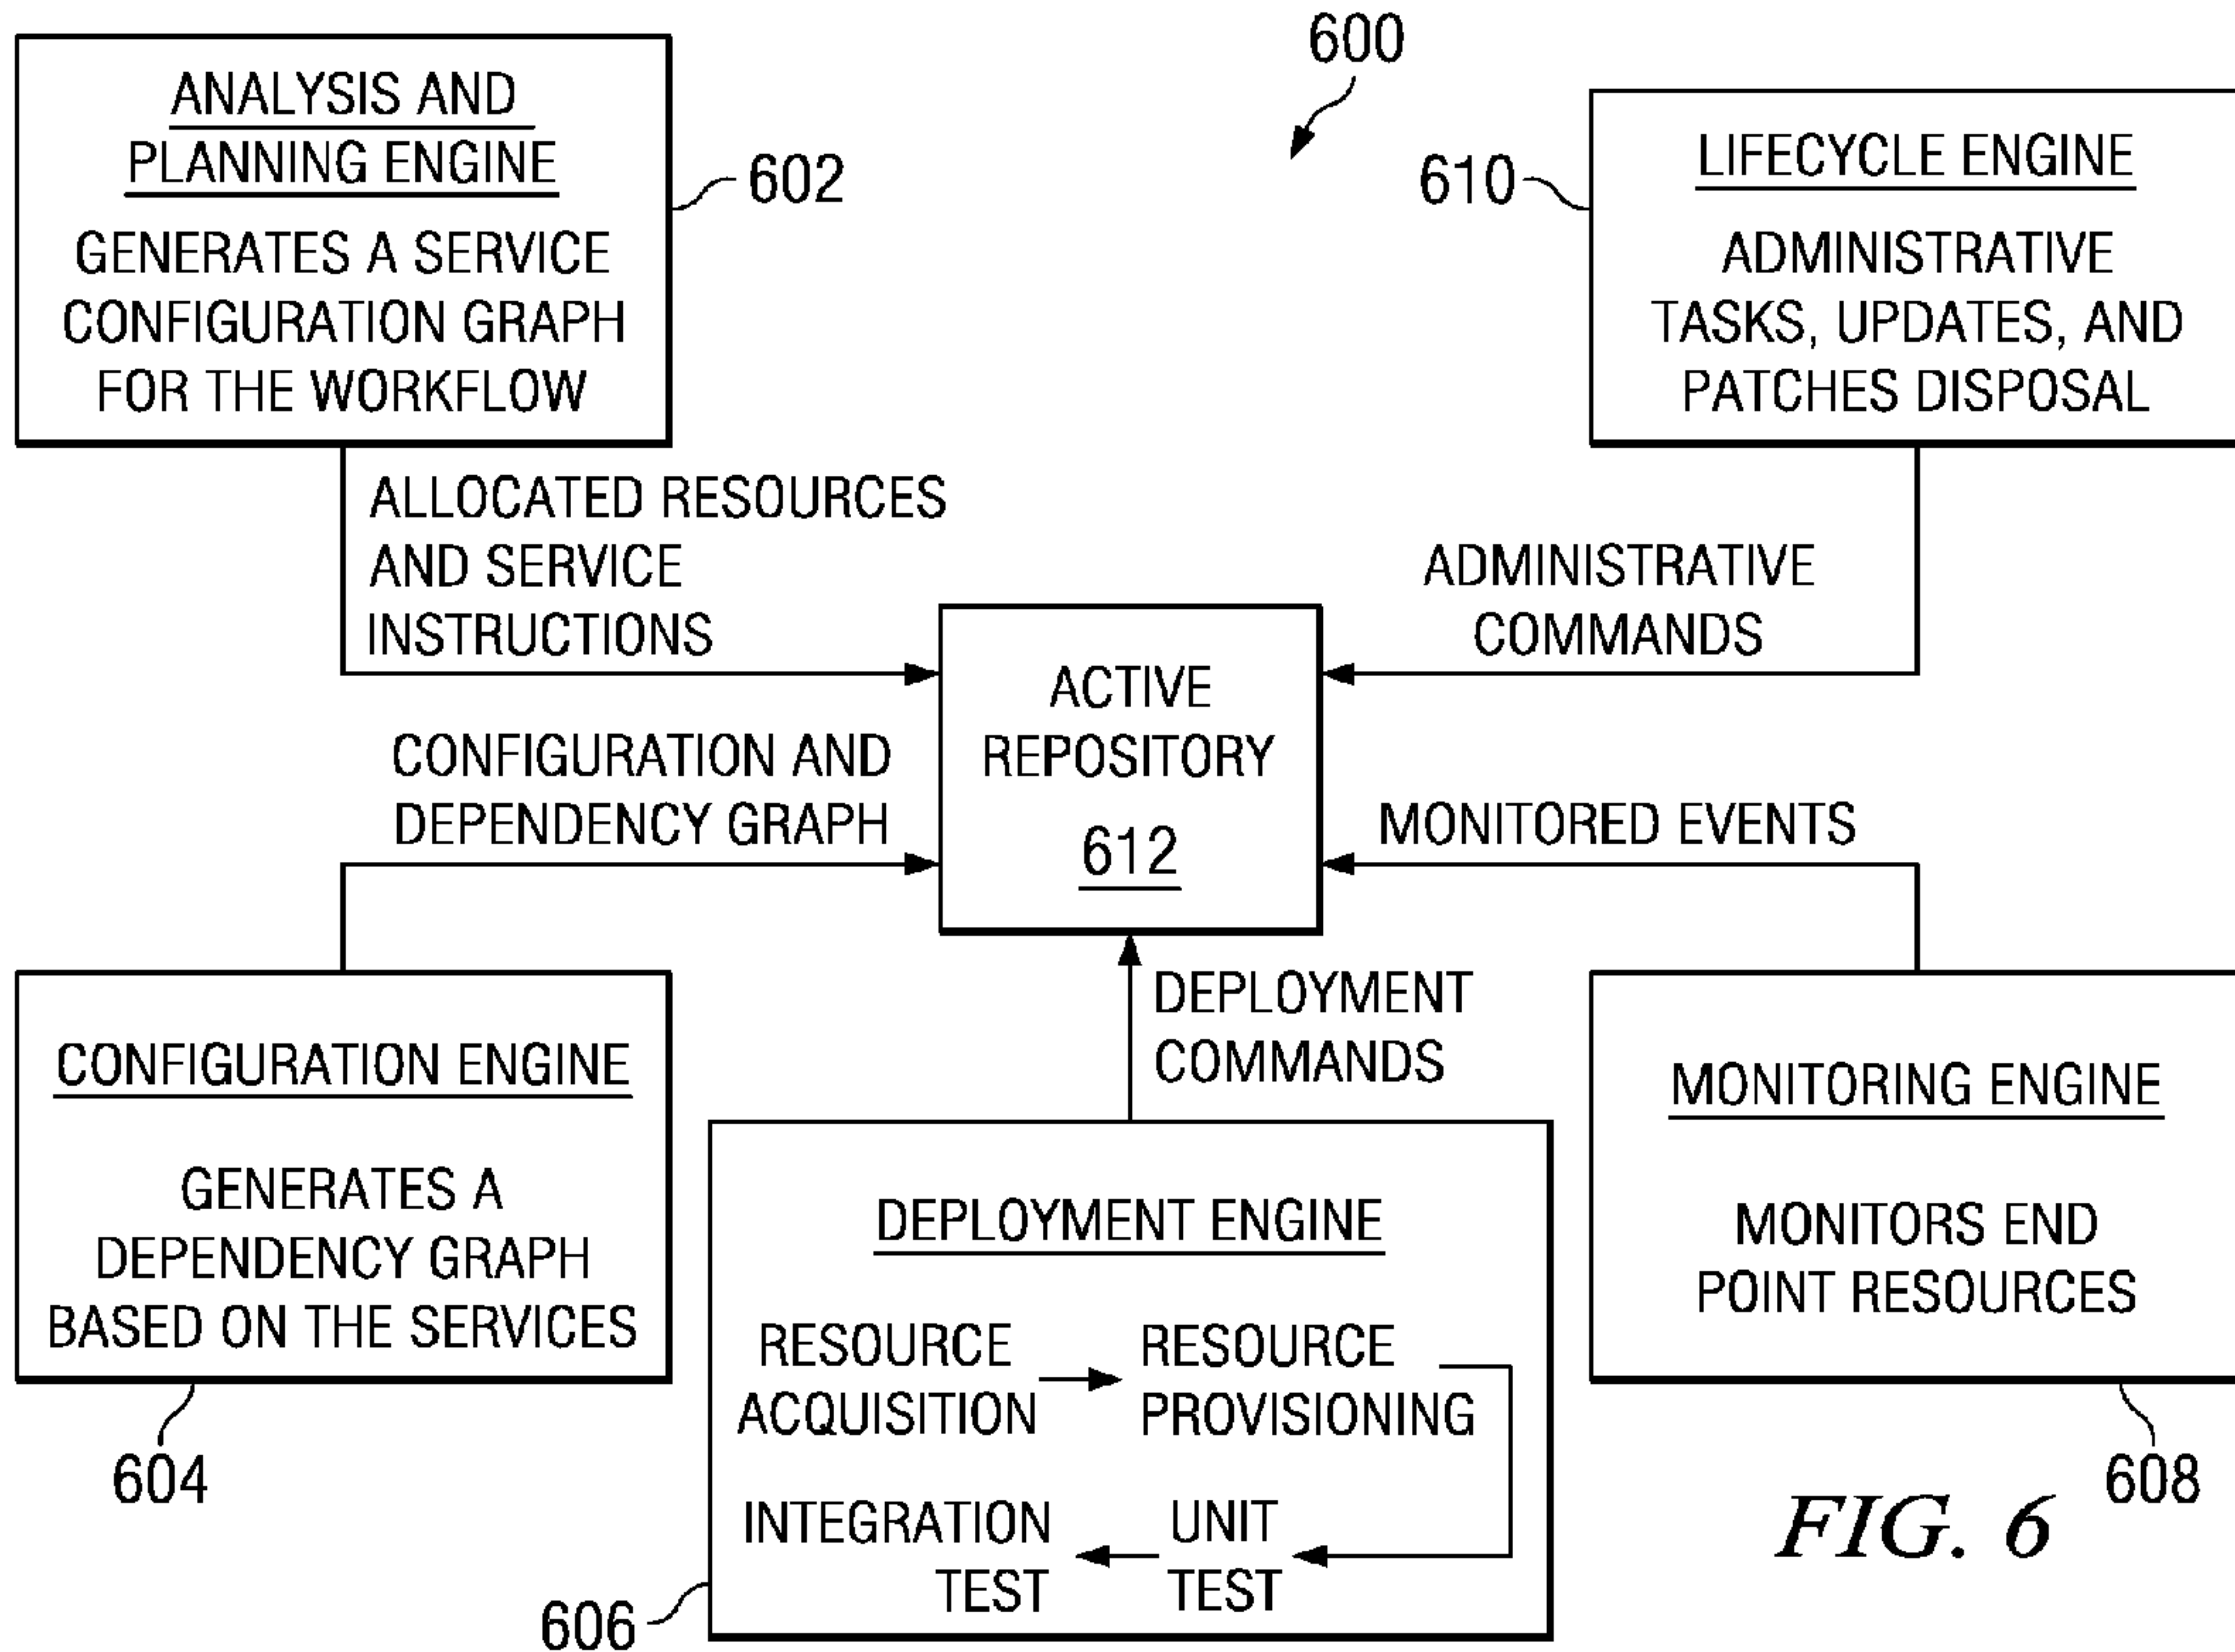 600
ANALYSIS AND
PLANNING ENGINE
GENERATES A SERVICE
CONFIGURATION GRAPH
FOR THE WORKFLOW
602
610
LIFECYCLE ENGINE
ADMINISTRATIVE
TASKS, UPDATES, AND
PATCHES DISPOSAL
ALLOCATED RESOURCES
AND SERVICE
INSTRUCTIONS
ADMINISTRATIVE
COMMANDS
ACTIVE
REPOSITORY
612
CONFIGURATION AND
DEPENDENCY GRAPH
MONITORED EVENTS
DEPLOYMENT
COMMANDS
CONFIGURATION ENGINE
GENERATES A
DEPENDENCY GRAPH
BASED ON THE SERVICES
604
DEPLOYMENT ENGINE
RESOURCE
ACQUISITION
RESOURCE
PROVISIONING
INTEGRATION
TEST
UNIT
TEST
606
MONITORING ENGINE
MONITORS END
POINT RESOURCES
608
FIG. 6